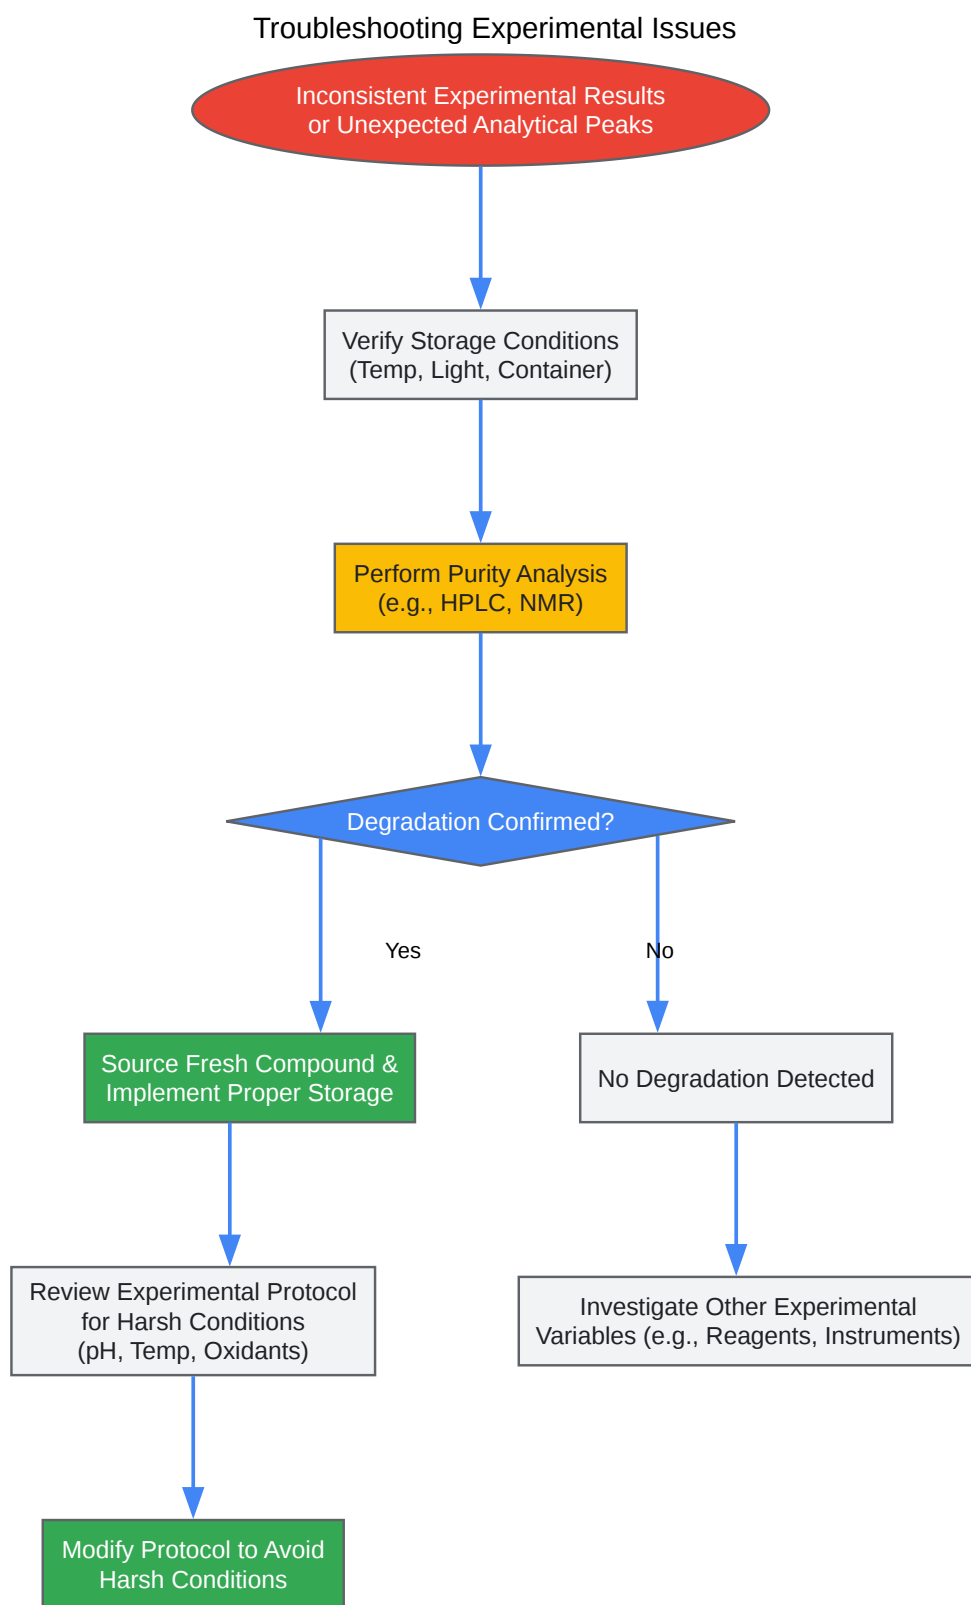 Troubleshooting Experimental Issues
Inconsistent Experimental Results
or Unexpected Analytical Peaks
Verify Storage Conditions
(Temp, Light, Container)
Perform Purity Analysis
(e.g., HPLC, NMR)
Degradation Confirmed?
Yes
No
Source Fresh Compound &
Implement Proper Storage
No Degradation Detected
Review Experimental Protocol
for Harsh Conditions
(pH, Temp, Oxidants)
Investigate Other Experimental
Variables (e.g., Reagents, Instruments)
Modify Protocol to Avoid
Harsh Conditions